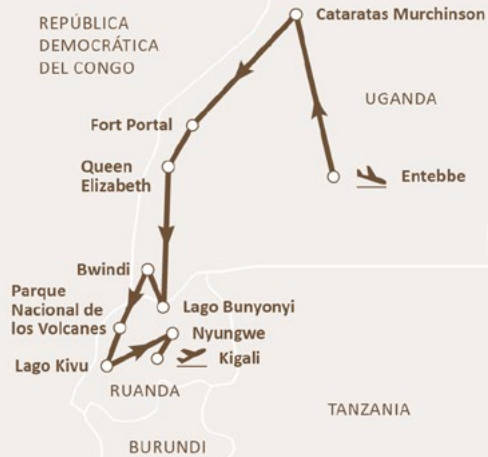 Cataratas Murchinson
REPÚBLICA
DEMOCRÁTICA
DEL CONGO
UGANDA
Fort Portal
Queen
Elizabeth
Entebbe
Bwindi
Parque
Nacional de
los Volcanes
Lago Bunyonyi
Nyungwe
Lago Kivu
Kigali
RUANDA
TANZANIA
BURUNDI